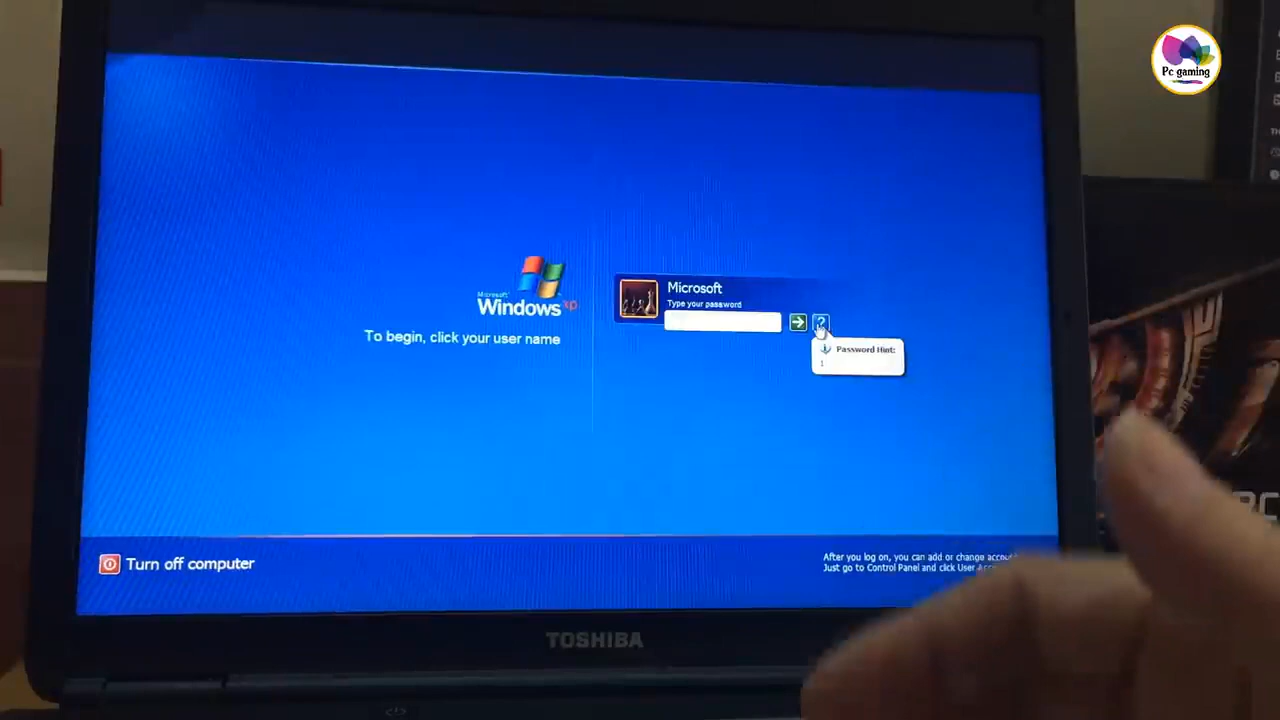 Pc gaming
Microsoft
Windows xp
To begin, click your user name
Microsoft
Type your password
?
Password Hint:
Turn off computer
After you log on, you can add or change
Just go to Control Panel and click User
TOSHIBA